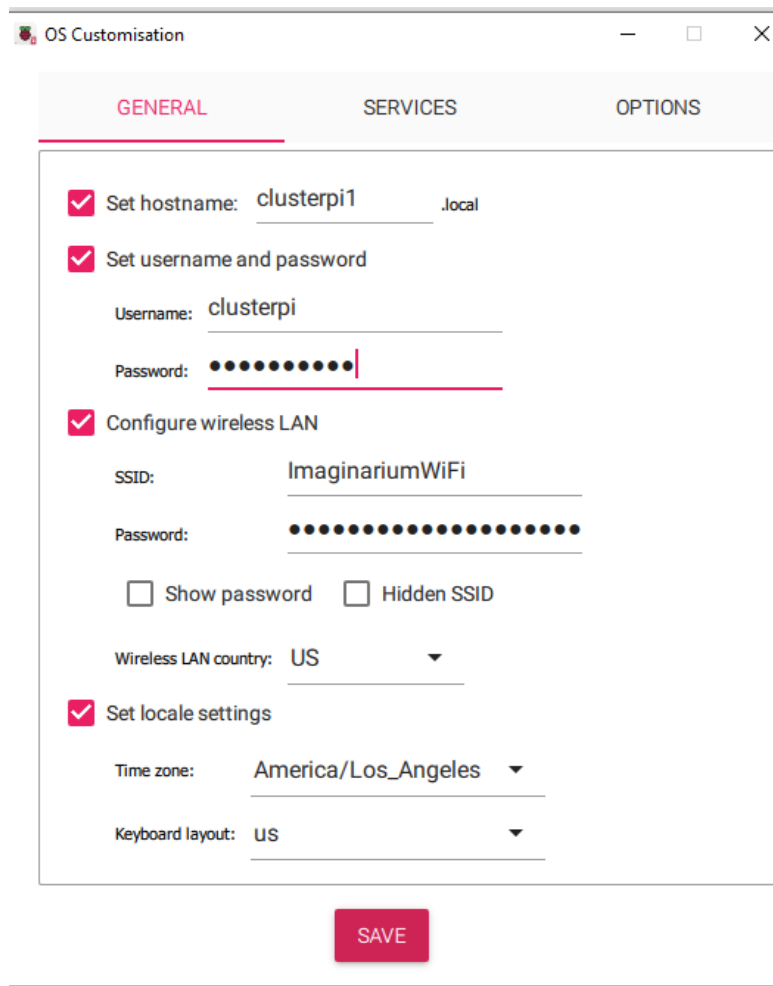 OS Customisation
GENERAL SERVICES OPTIONS
Set hostname: clusterpi1 .local
Set username and password
Username: clusterpi
Password: ●●●●●●●●●●
Configure wireless LAN
SSID: ImaginariumWiFi
Password: ●●●●●●●●●●●●●●●●●●●●
Show password Hidden SSID
Wireless LAN country: US
Set locale settings
Time zone: America/Los_Angeles
Keyboard layout: us
SAVE